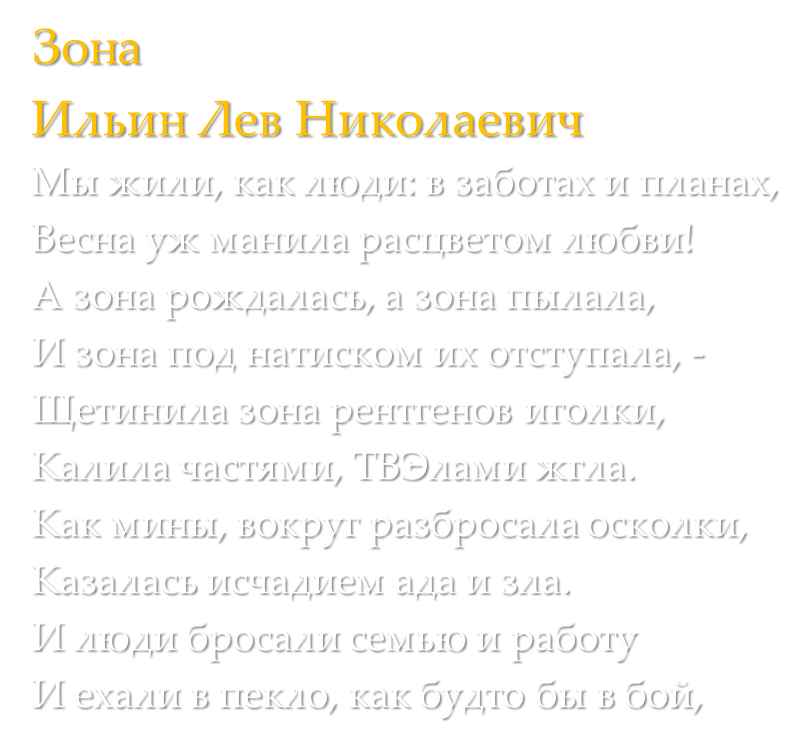 Зона
Ильин Лев Николаевич
Мы жили, как люди: в заботах и планах,
Весна уж манила расцветом любви!
А зона рождалась, а зона пылала,
И зона под натиском их отступала, -
Щетинила зона рентгенов иголки,
Калила частями, ТВЭлами жгла.
Как мины, вокруг разбросала осколки,
Казалась исчадием ада и зла.
И люди бросали семью и работу
И ехали в пекло, как будто бы в бой,